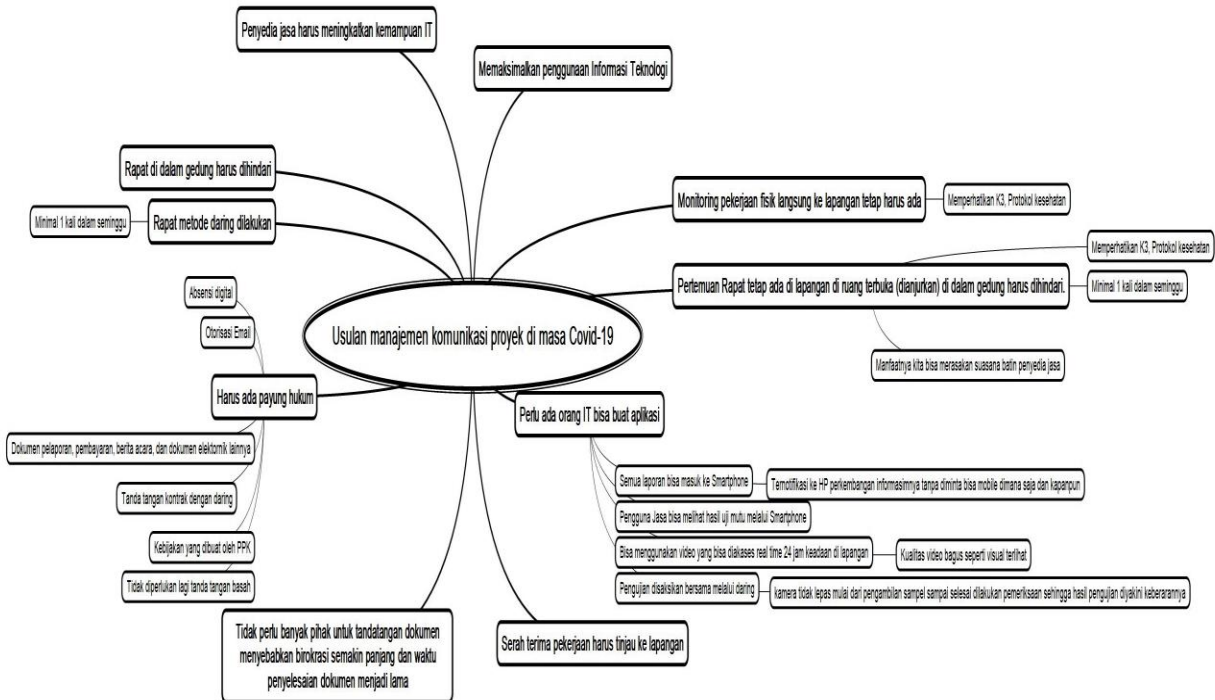 Penyedia jasa harus meningkatkan kemampuan IT
Memaksimalkan penggunaan Informasi Teknologi
Rapat di dalam gedung harus dihindari
Minimal 1 kali dalam seminggu
Rapat metode daring dilakukan
Monitoring pekerjaan fisik langsung ke lapangan tetap harus ada
Memperhatikan K3, Protokol kesehatan
Memperhatikan K3, Protokol kesehatan
Pertemuan Rapat tetap ada di lapangan di ruang terbuka (dianjurkan) di dalam gedung harus dihindari.
Minimal 1 kali dalam seminggu
Manfaatnya kita bisa merasakan suasana batin penyedia jasa
Usulan manajemen komunikasi proyek di masa Covid-19
Absensi digital
Otorisasi Email
Harus ada payung hukum
Dokumen pelaporan, pembayaran, berita acara, dan dokumen elektornik lainnya
Tanda tangan kontrak dengan daring
Kebijakan yang dibuat oleh PPK
Tidak diperlukan lagi tanda tangan basah
Perlu ada orang IT bisa buat aplikasi
Semua laporan bisa masuk ke Smartphone
Ternotifikasi ke HP perkembangan informasimnya tanpa diminta bisa mobile dimana saja dan kapanpun
Pengguna Jasa bisa melihat hasil uji mutu melalui Smartphone
Bisa menggunakan video yang bisa diakses real time 24 jam keadaan di lapangan
Kualitas video bagus seperti visual terlihat
Pengujian disaksikan bersama melalui daring
kamera tidak lepas mulai dari pengambilan sampel sampai selesai dilakukan pemeriksaan sehingga hasil pengujian diyakini keberarannya
Tidak perlu banyak pihak untuk tandatangan dokumen
menyebabkan birokrasi semakin panjang dan waktu
penyelesaian dokumen menjadi lama
Serah terima pekerjaan harus tinjau ke lapangan